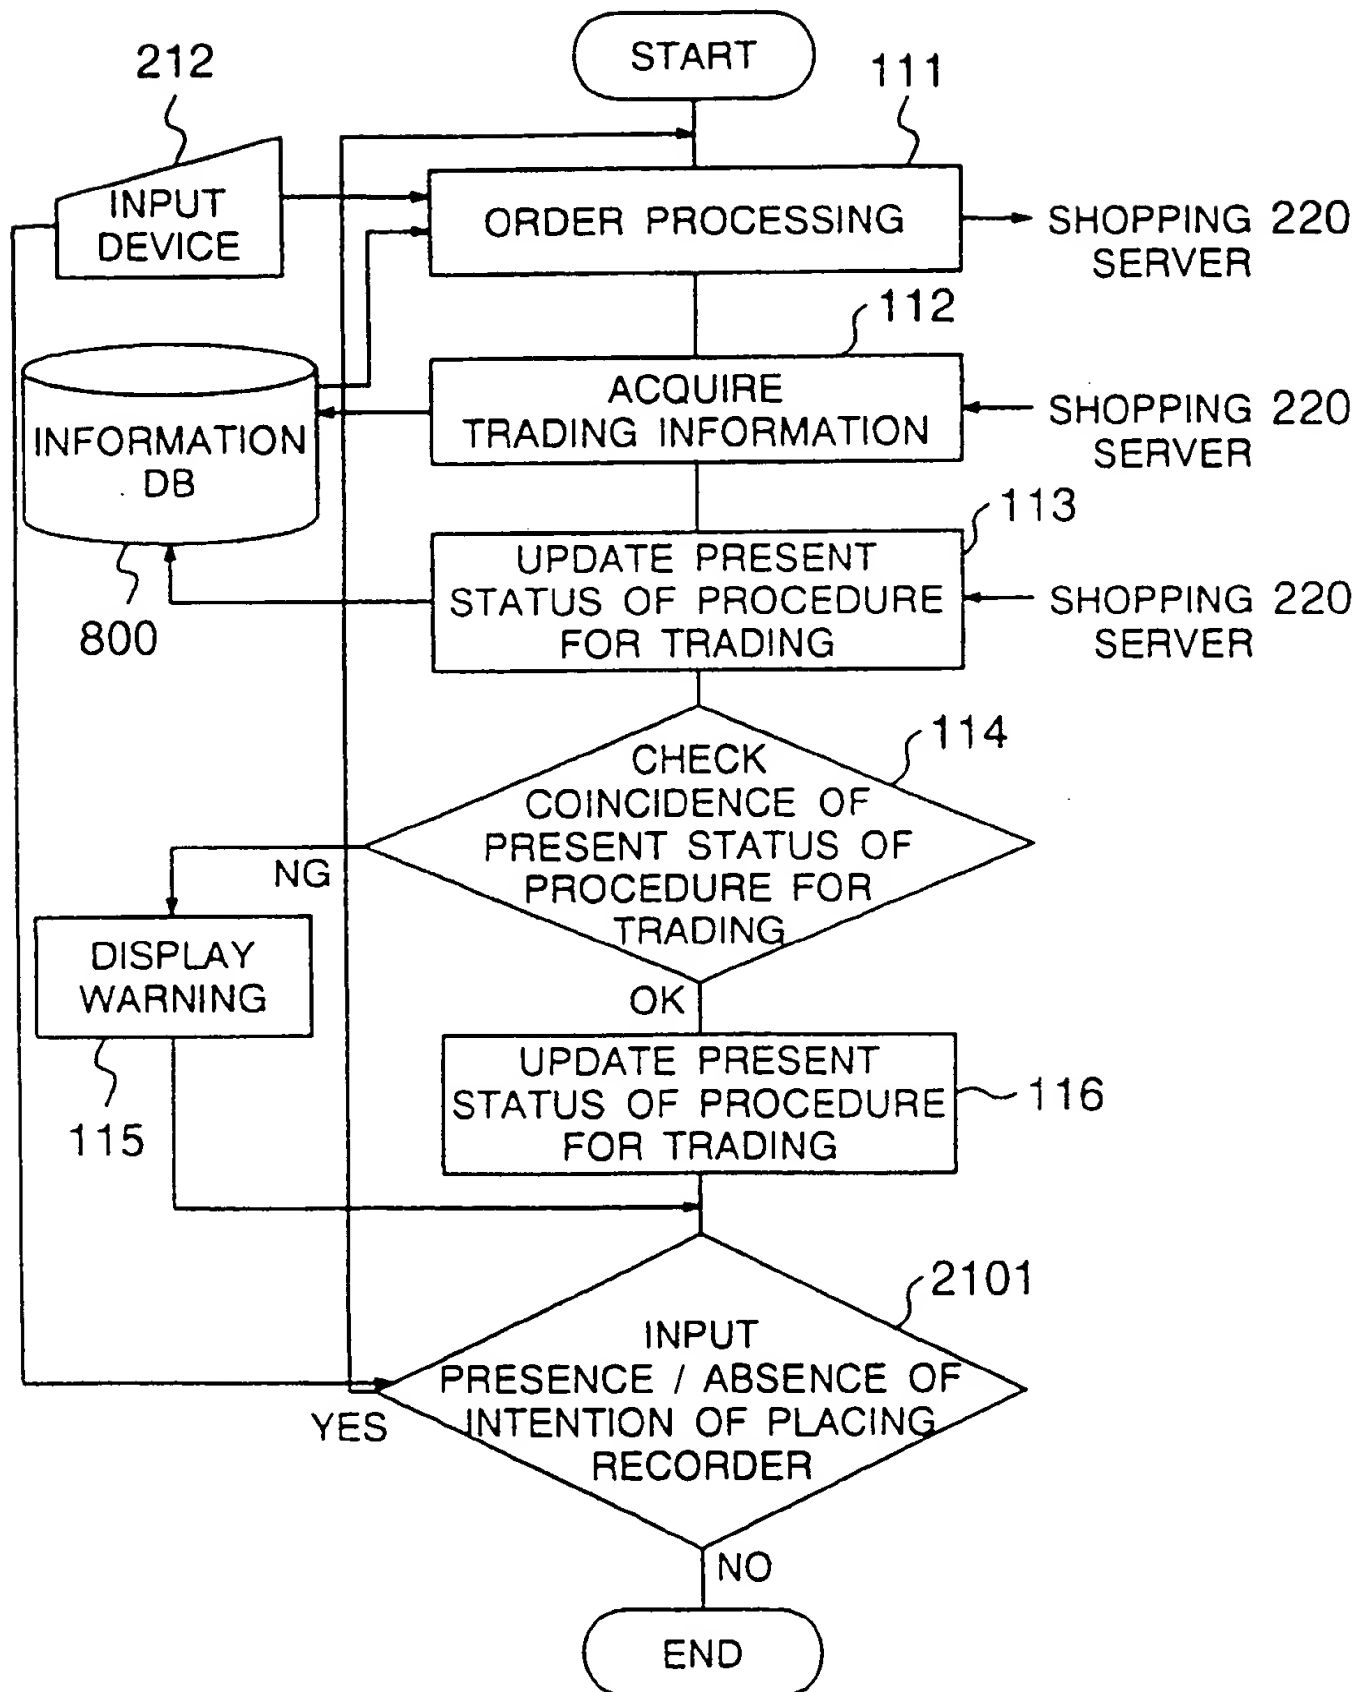 START
212
111
INPUT
DEVICE
ORDER PROCESSING
SHOPPING 220
SERVER
112
ACQUIRE
TRADING INFORMATION
SHOPPING 220
SERVER
INFORMATION
DB
800
113
UPDATE PRESENT
STATUS OF PROCEDURE
FOR TRADING
SHOPPING 220
SERVER
114
CHECK
COINCIDENCE OF
PRESENT STATUS OF
PROCEDURE FOR
TRADING
NG
DISPLAY
WARNING
115
OK
UPDATE PRESENT
STATUS OF PROCEDURE
FOR TRADING
116
2101
INPUT
PRESENCE / ABSENCE OF
INTENTION OF PLACING
RECORDER
YES
NO
END